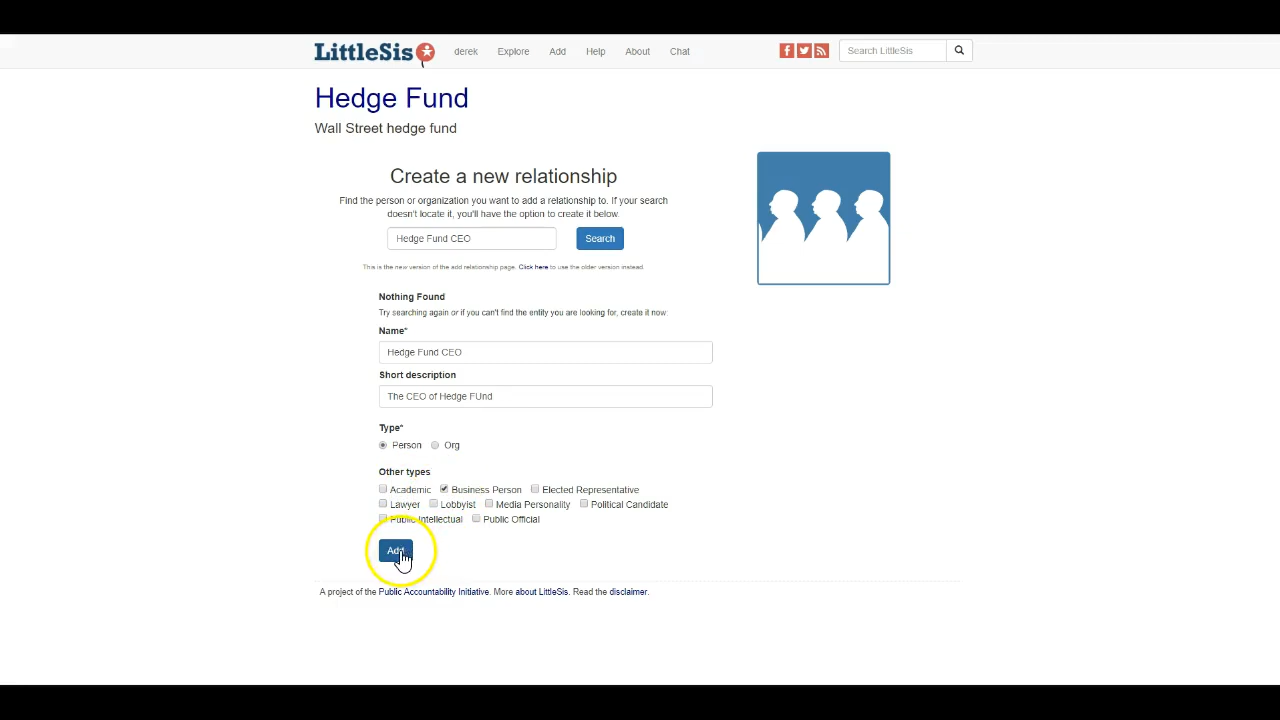 LittleSis derek Explore Add Help About Chat Search LittleSis
Hedge Fund
Wall Street hedge fund
Create a new relationship
Find the person or organization you want to add a relationship to. If your search
doesn't locate it, you'll have the option to create it below.
Hedge Fund CEO Search
This is the new version of the add relationship page. Click here to use the older version instead.
Nothing Found
Try searching again or if you can't find the entity you are looking for, create it now:
Name*
Hedge Fund CEO
Short description
The CEO of Hedge FUnd
Type*
Person Org
Other types
Academic Business Person Elected Representative
Lawyer Lobbyist Media Personality Political Candidate
Public Intellectual Public Official
Add
A project of the Public Accountability Initiative. More about LittleSis. Read the disclaimer.